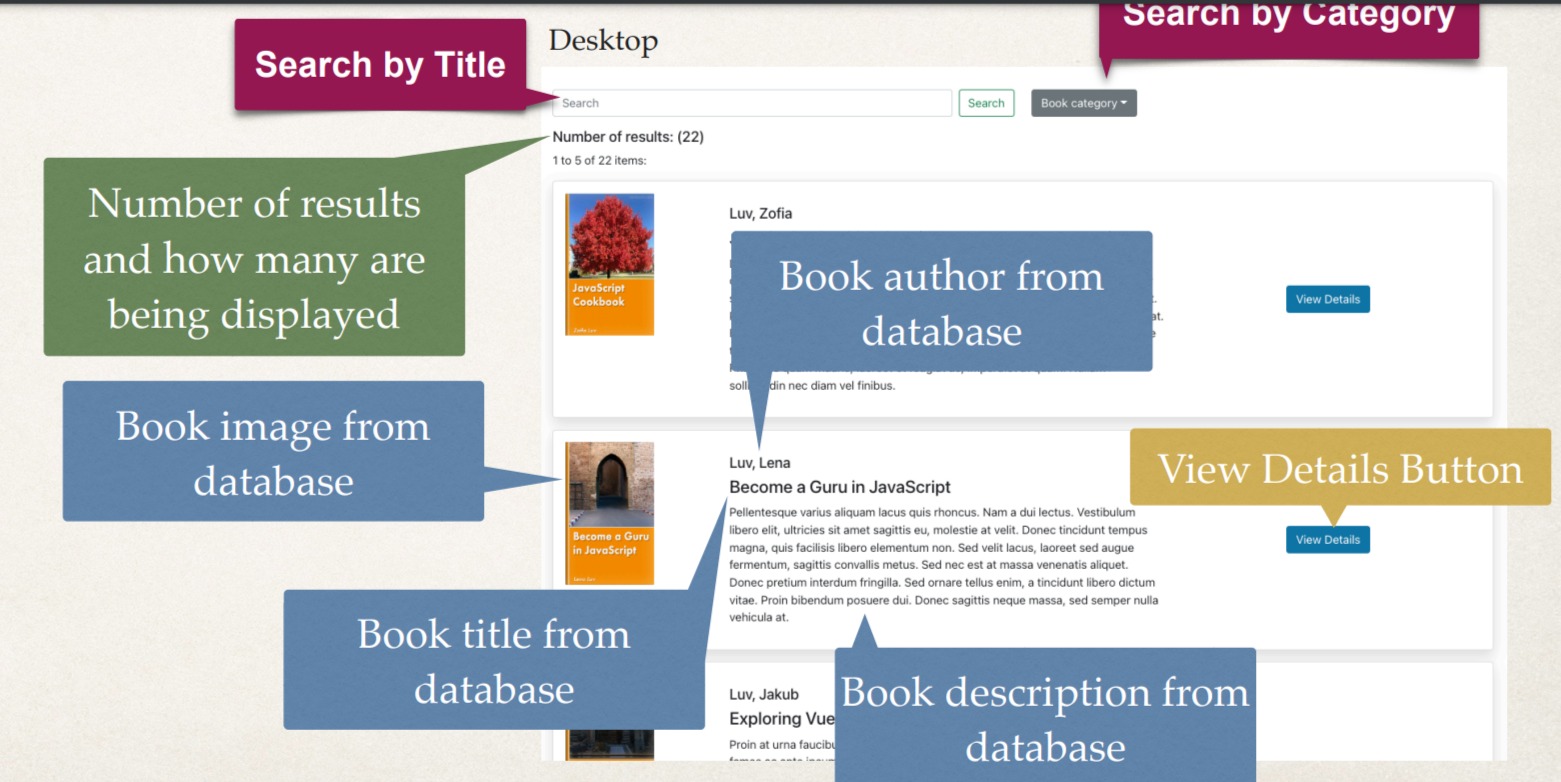 Search by Category
Desktop
Search by Title
Search
Search
Book category
Number of results: (22)
1 to 5 of 22 items:
Number of results
and how many are
being displayed
JavaScript
Cookbook
Zofia Luv
Luv, Zofia
Book author from
database
at.
sollicitudin nec diam vel finibus.
View Details
Book image from
database
Become a Guru
in JavaScript
Lena Luv
Luv, Lena
Become a Guru in JavaScript
Pellentesque varius aliquam lacus quis rhoncus. Nam a dui lectus. Vestibulum
libero elit, ultricies sit amet sagittis eu, molestie at velit. Donec tincidunt tempus
magna, quis facilisis libero elementum non. Sed velit lacus, laoreet sed augue
fermentum, sagittis convallis metus. Sed nec est at massa venenatis aliquet.
Donec pretium interdum fringilla. Sed ornare tellus enim, a tincidunt libero dictum
vitae. Proin bibendum posuere dui. Donec sagittis neque massa, sed semper nulla
vehicula at.
View Details Button
View Details
Book title from
database
Luv, Jakub
Exploring Vue
Proin at urna faucibu
Book description from
database